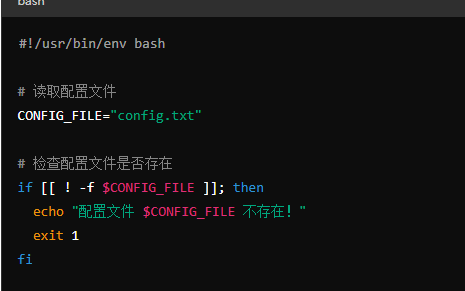 bash
#!/usr/bin/env bash
# 读取配置文件
CONFIG_FILE="config.txt"
# 检查配置文件是否存在
if [[ ! -f $CONFIG_FILE ]]; then
  echo "配置文件 $CONFIG_FILE 不存在！"
  exit 1
fi